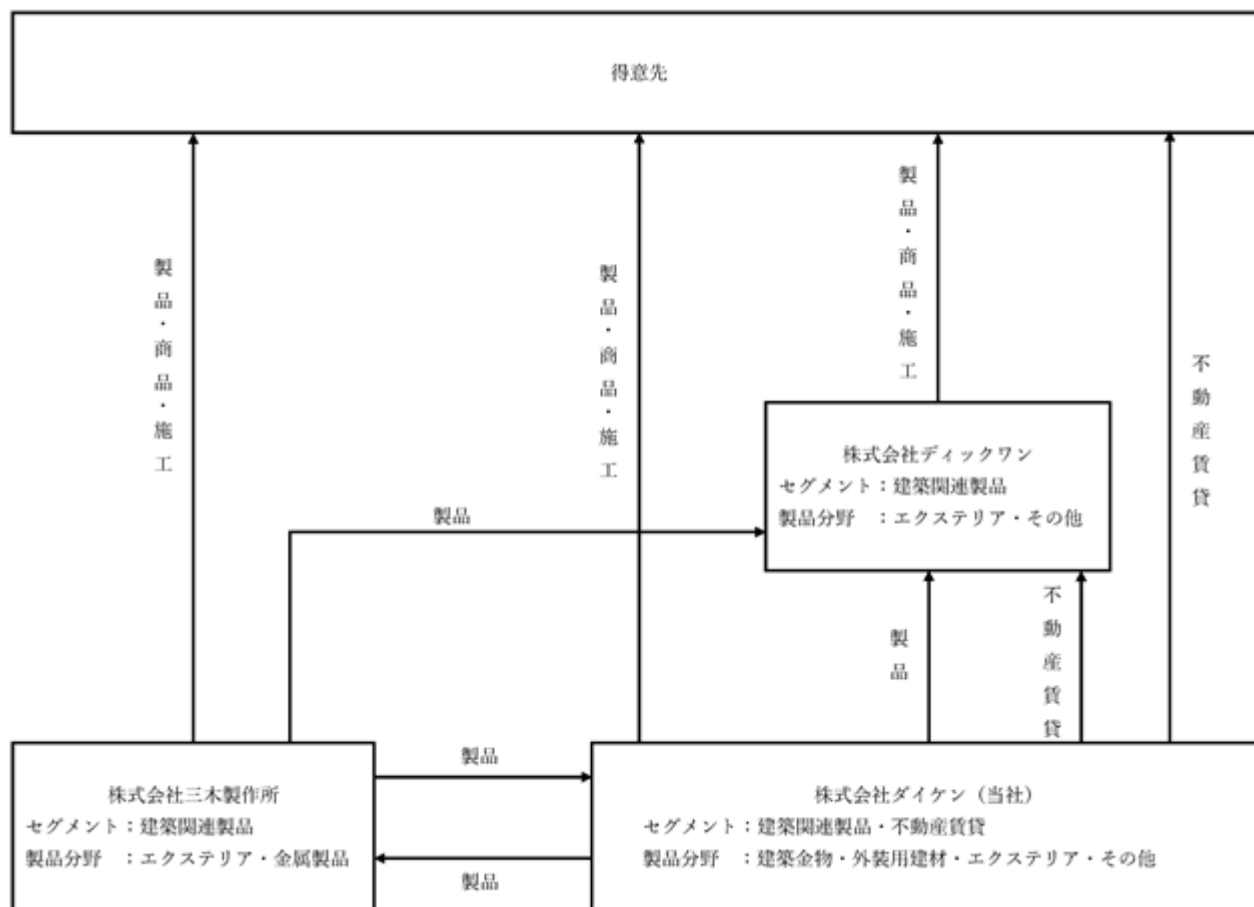 得意先
製品・商品・施工
製品・商品・施工
製品・商品・施工
不動産賃貸
株式会社ディックワン
セグメント：建築関連製品
製品分野　：エクステリア・その他
製品
製品
不動産賃貸
製品
株式会社三木製作所
セグメント：建築関連製品
製品分野　：エクステリア・金属製品
製品
株式会社ダイケン（当社）
セグメント：建築関連製品・不動産賃貸
製品分野　：建築金物・外装用建材・エクステリア・その他